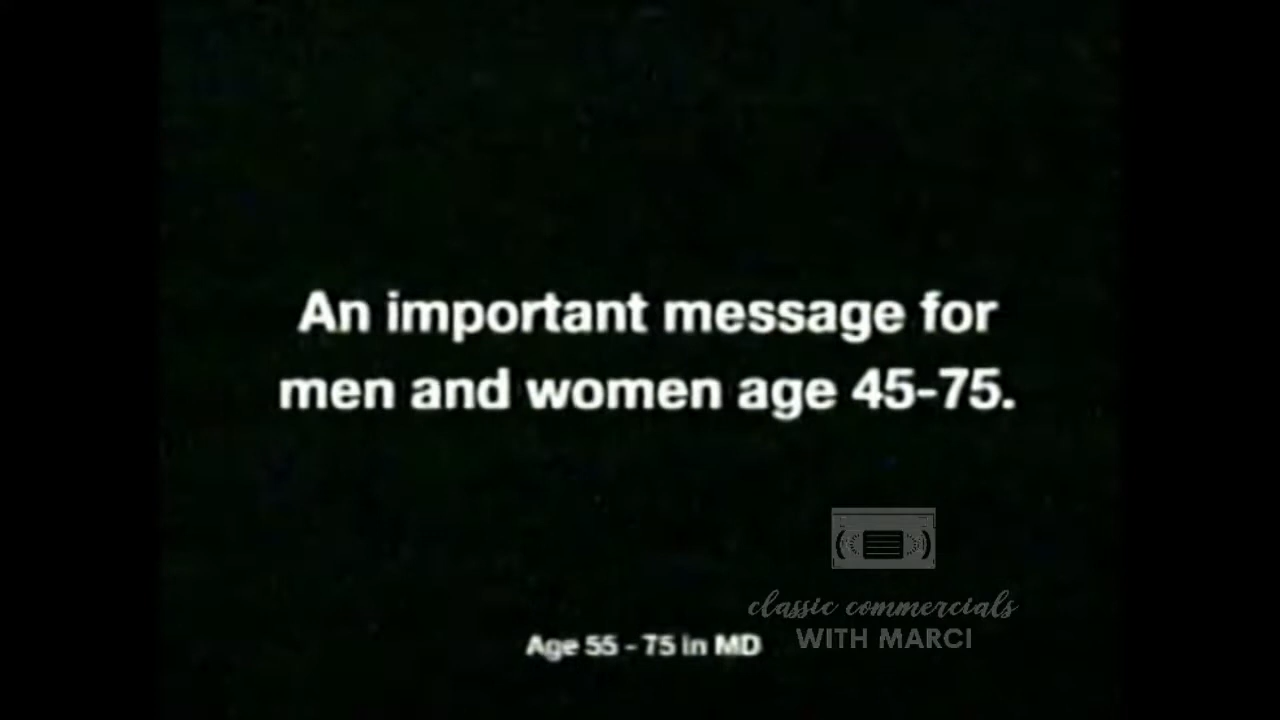 An important message for
men and women age 45-75.
classic commercials
WITH MARCI
Age 55 - 75 in MD